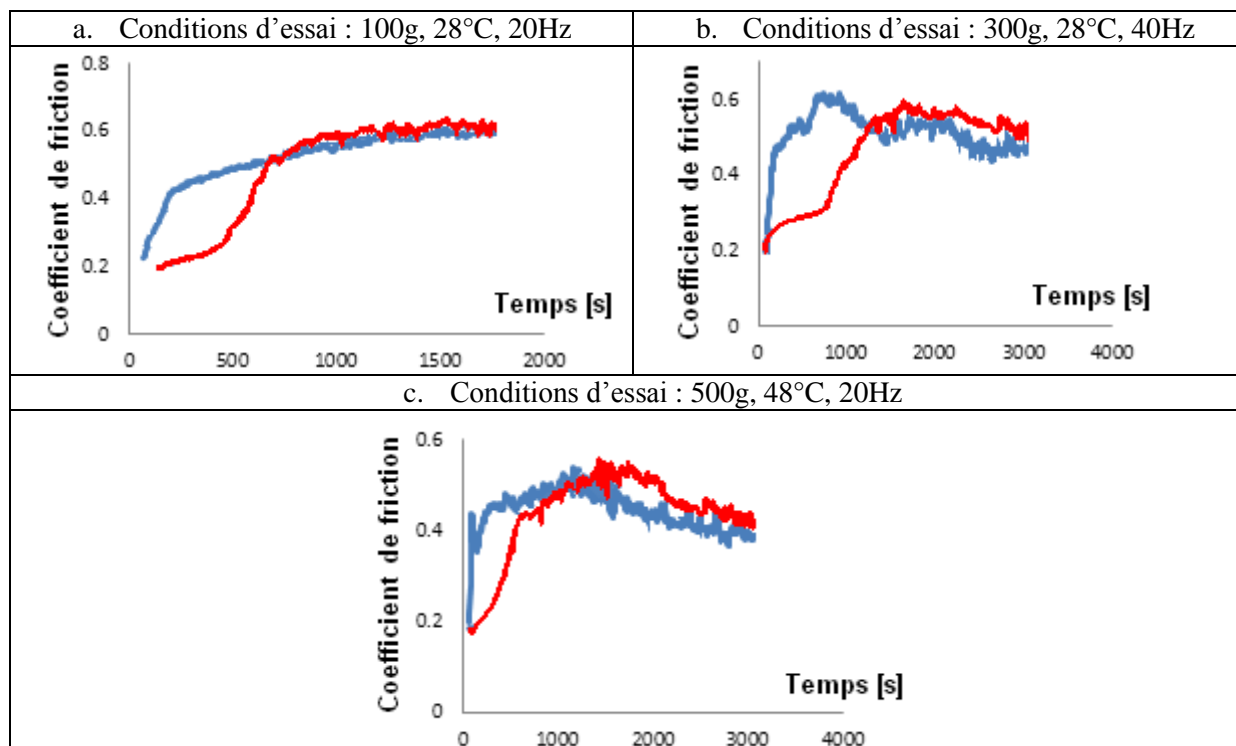 a. Conditions d'essai : 100g, 28°C, 20Hz
b. Conditions d'essai : 300g, 28°C, 40Hz
Coefficient de friction
0.8
0.6
0.4
0.2
0
Temps [s]
0 500 1000 1500 2000
Coefficient de friction
0.6
0.4
0.2
0
Temps [s]
0 1000 2000 3000 4000
c. Conditions d'essai : 500g, 48°C, 20Hz
Coefficient de friction
0.6
0.4
0.2
0
Temps [s]
0 1000 2000 3000 4000